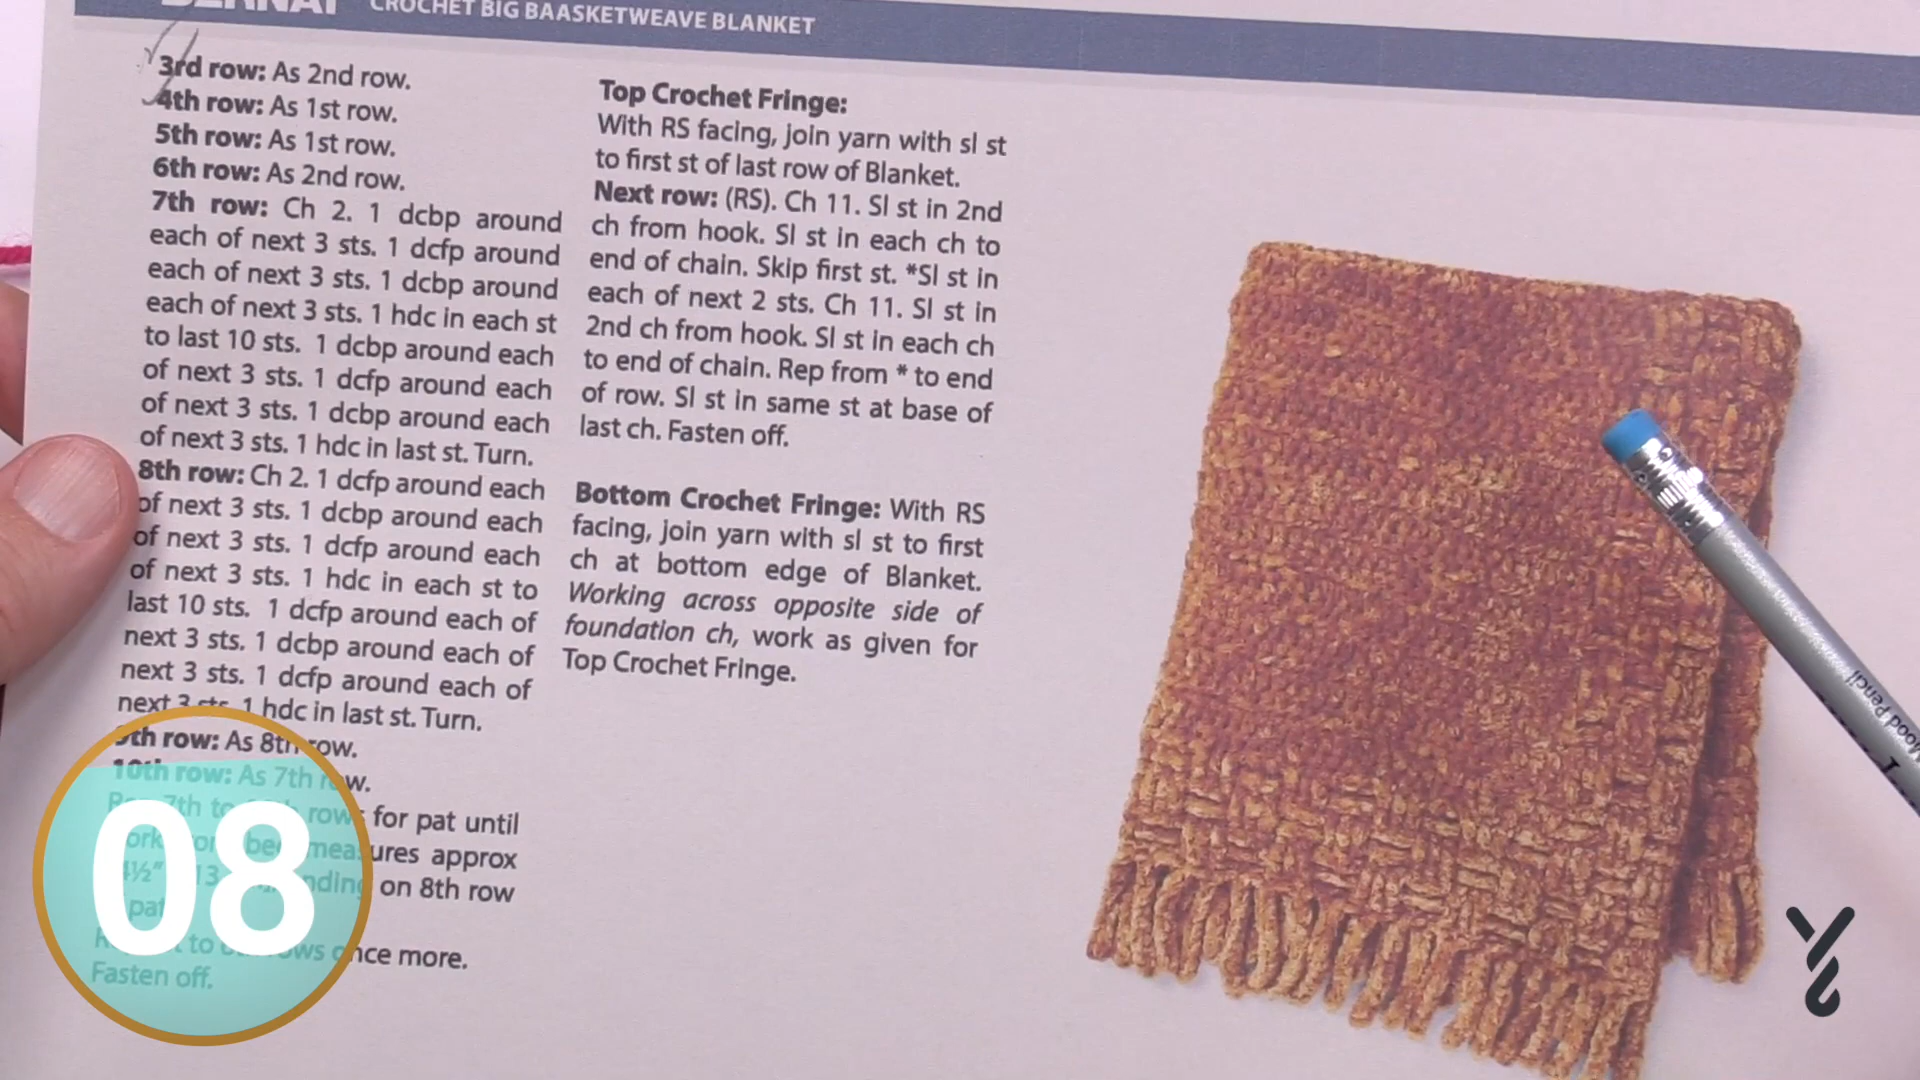 BERNAT CROCHET BIG BAASKETWEAVE BLANKET
3rd row: As 2nd row.
4th row: As 1st row.
5th row: As 1st row.
6th row: As 2nd row.
7th row: Ch 2. 1 dcbp around
each of next 3 sts. 1 dcfp around
each of next 3 sts. 1 dcbp around
each of next 3 sts. 1 hdc in each st
to last 10 sts. 1 dcbp around each
of next 3 sts. 1 dcfp around each
of next 3 sts. 1 dcbp around each
of next 3 sts. 1 hdc in last st. Turn.
8th row: Ch 2. 1 dcfp around each
of next 3 sts. 1 dcbp around each
of next 3 sts. 1 dcfp around each
of next 3 sts. 1 hdc in each st to
last 10 sts. 1 dcfp around each of
next 3 sts. 1 dcbp around each of
next 3 sts. 1 dcfp around each of
next 3 sts. 1 hdc in last st. Turn.
9th row: As 8th row.
10th row: As 7th row.
7th to rows for pat until
measures approx
on 8th row
to once more.
Fasten off.
Top Crochet Fringe:
With RS facing, join yarn with sl st
to first st of last row of Blanket.
Next row: (RS). Ch 11. Sl st in 2nd
ch from hook. Sl st in each ch to
end of chain. Skip first st. *Sl st in
each of next 2 sts. Ch 11. Sl st in
2nd ch from hook. Sl st in each ch
to end of chain. Rep from * to end
of row. Sl st in same st at base of
last ch. Fasten off.
Bottom Crochet Fringe: With RS
facing, join yarn with sl st to first
ch at bottom edge of Blanket.
Working across opposite side of
foundation ch, work as given for
Top Crochet Fringe.
08
Pencil